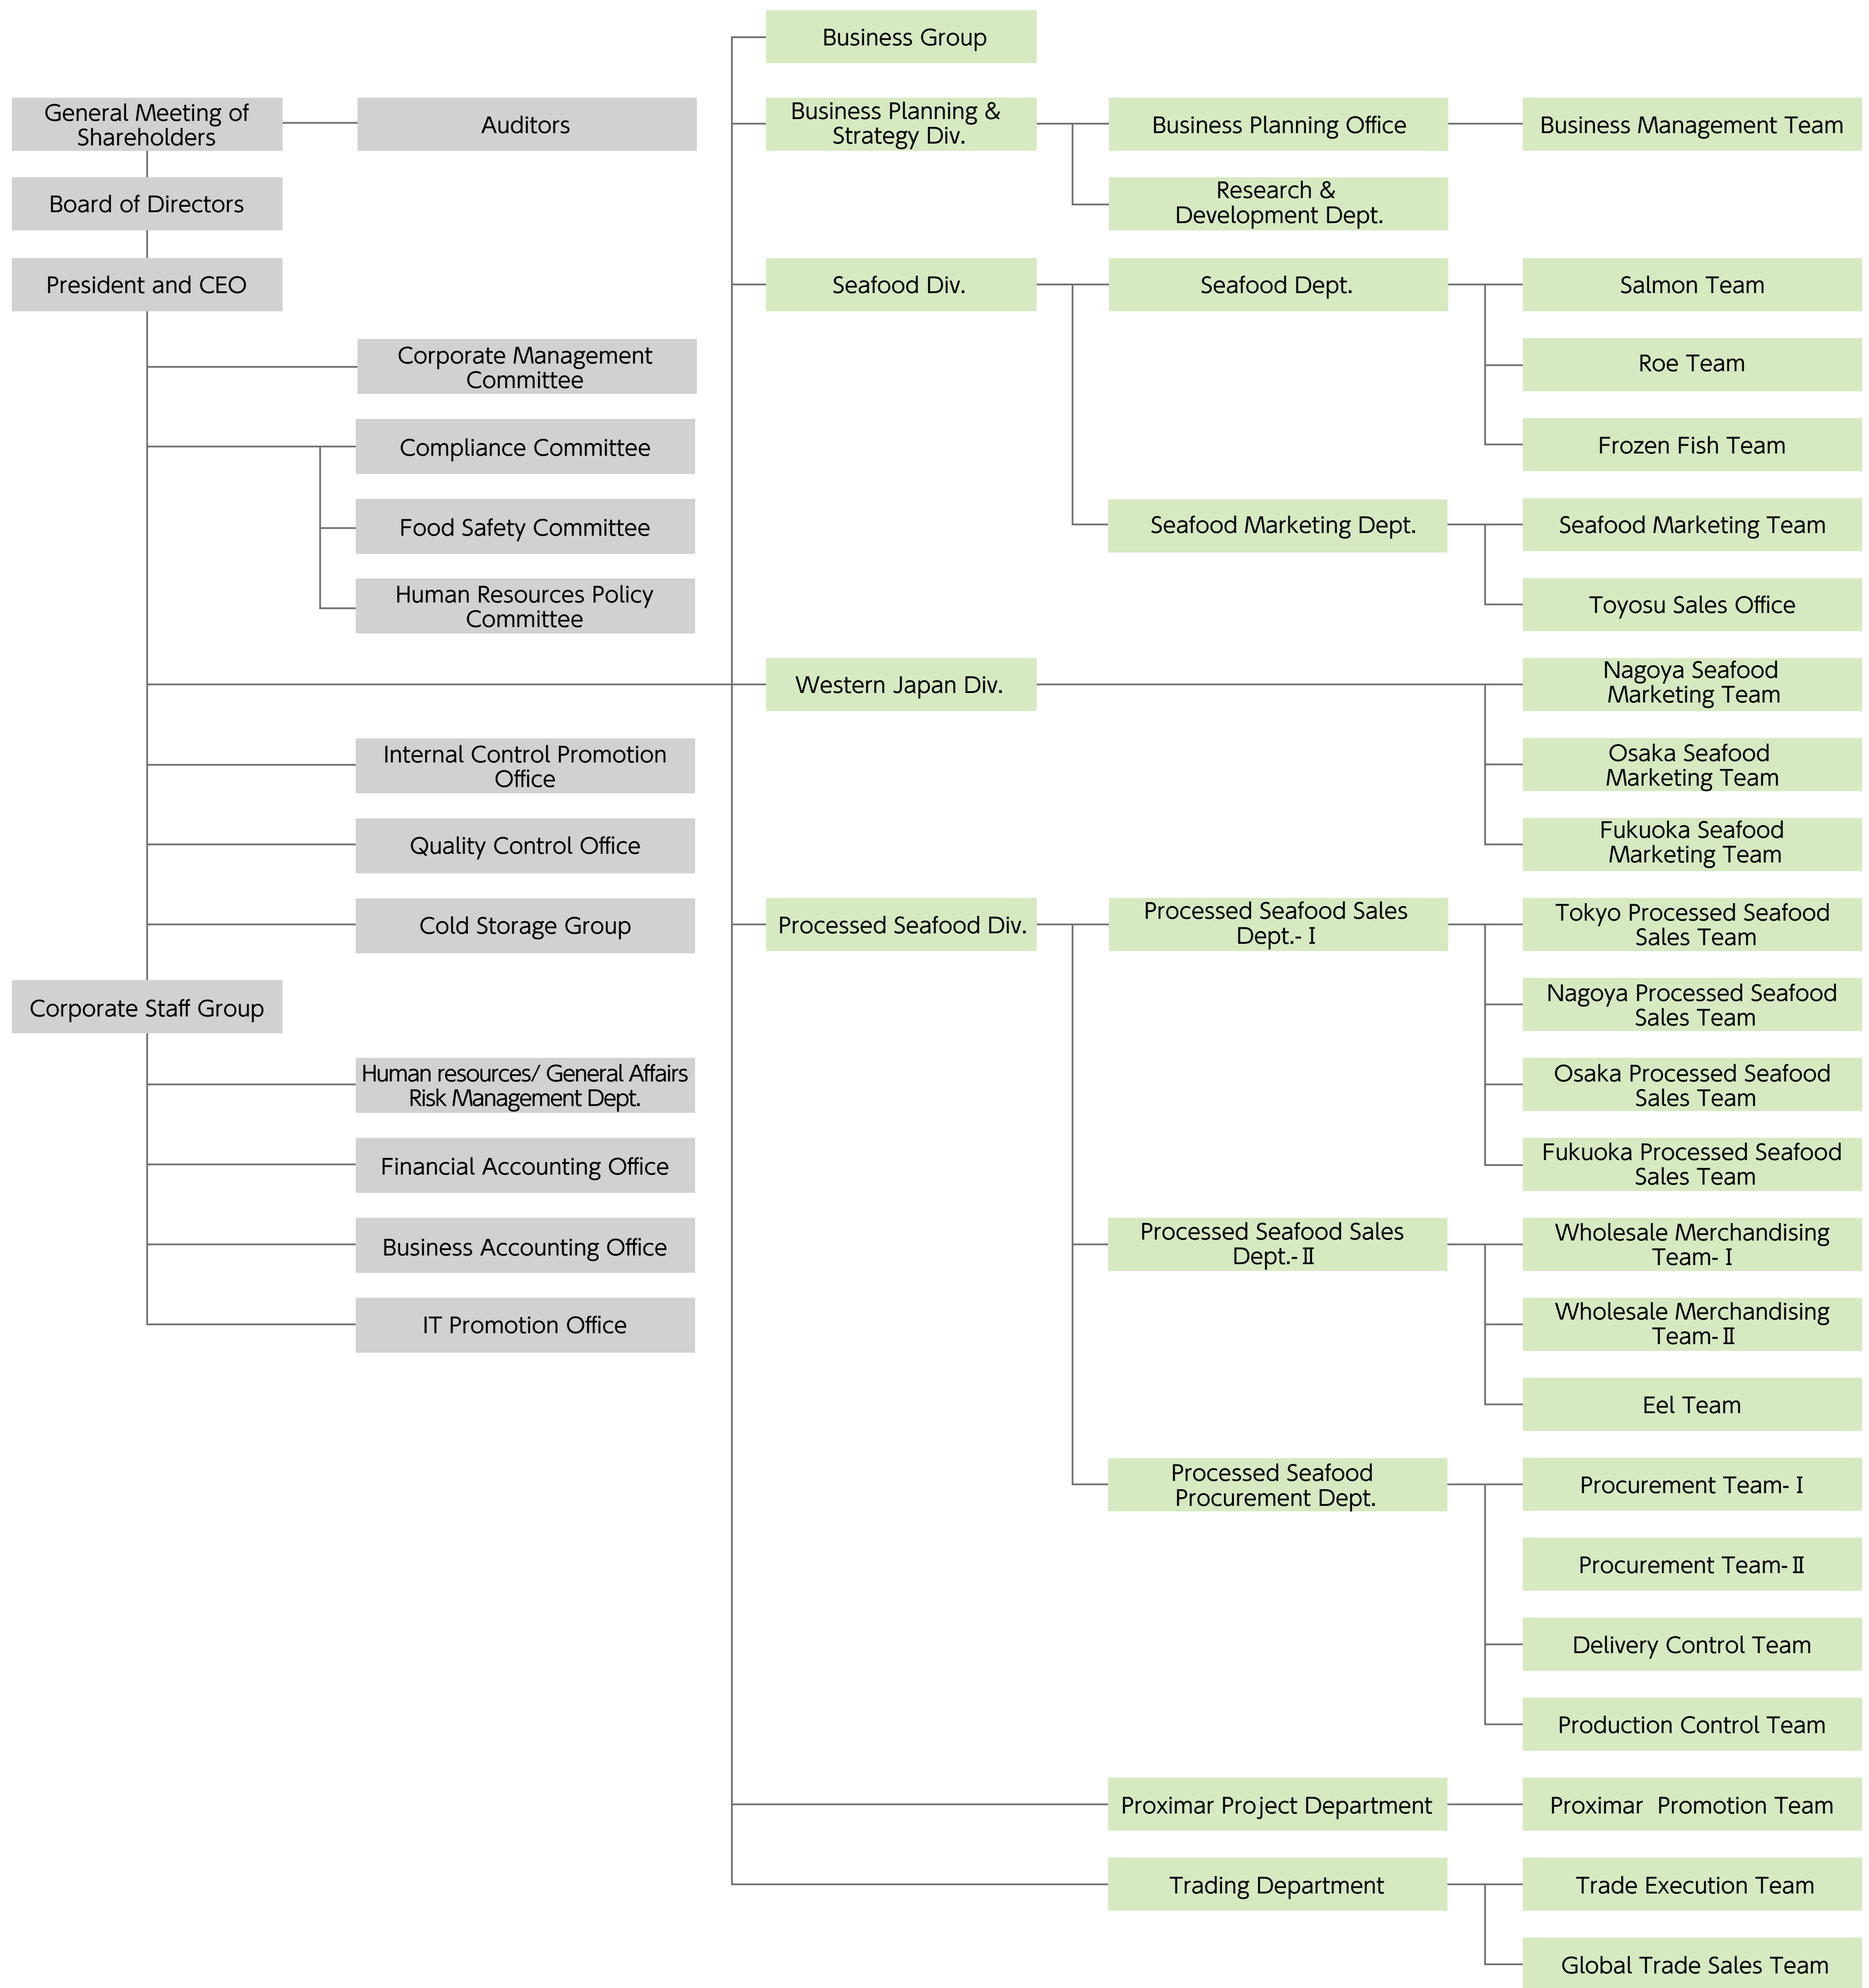 Business Group
General Meeting of
Shareholders
Auditors
Business Planning &
Strategy Div.
Business Planning Office
Business Management Team
Board of Directors
Research &
Development Dept.
President and CEO
Seafood Div.
Seafood Dept.
Salmon Team
Corporate Management
Committee
Roe Team
Compliance Committee
Frozen Fish Team
Food Safety Committee
Seafood Marketing Dept.
Seafood Marketing Team
Human Resources Policy
Committee
Toyosu Sales Office
Western Japan Div.
Nagoya Seafood
Marketing Team
Internal Control Promotion
Office
Osaka Seafood
Marketing Team
Quality Control Office
Fukuoka Seafood
Marketing Team
Cold Storage Group
Processed Seafood Div.
Processed Seafood Sales
Dept.- I
Tokyo Processed Seafood
Sales Team
Corporate Staff Group
Nagoya Processed Seafood
Sales Team
Human resources/ General Affairs
Risk Management Dept.
Osaka Processed Seafood
Sales Team
Financial Accounting Office
Fukuoka Processed Seafood
Sales Team
Business Accounting Office
Processed Seafood Sales
Dept.- II
Wholesale Merchandising
Team- I
IT Promotion Office
Wholesale Merchandising
Team- II
Eel Team
Processed Seafood
Procurement Dept.
Procurement Team- I
Procurement Team- II
Delivery Control Team
Production Control Team
Proximar Project Department
Proximar Promotion Team
Trading Department
Trade Execution Team
Global Trade Sales Team